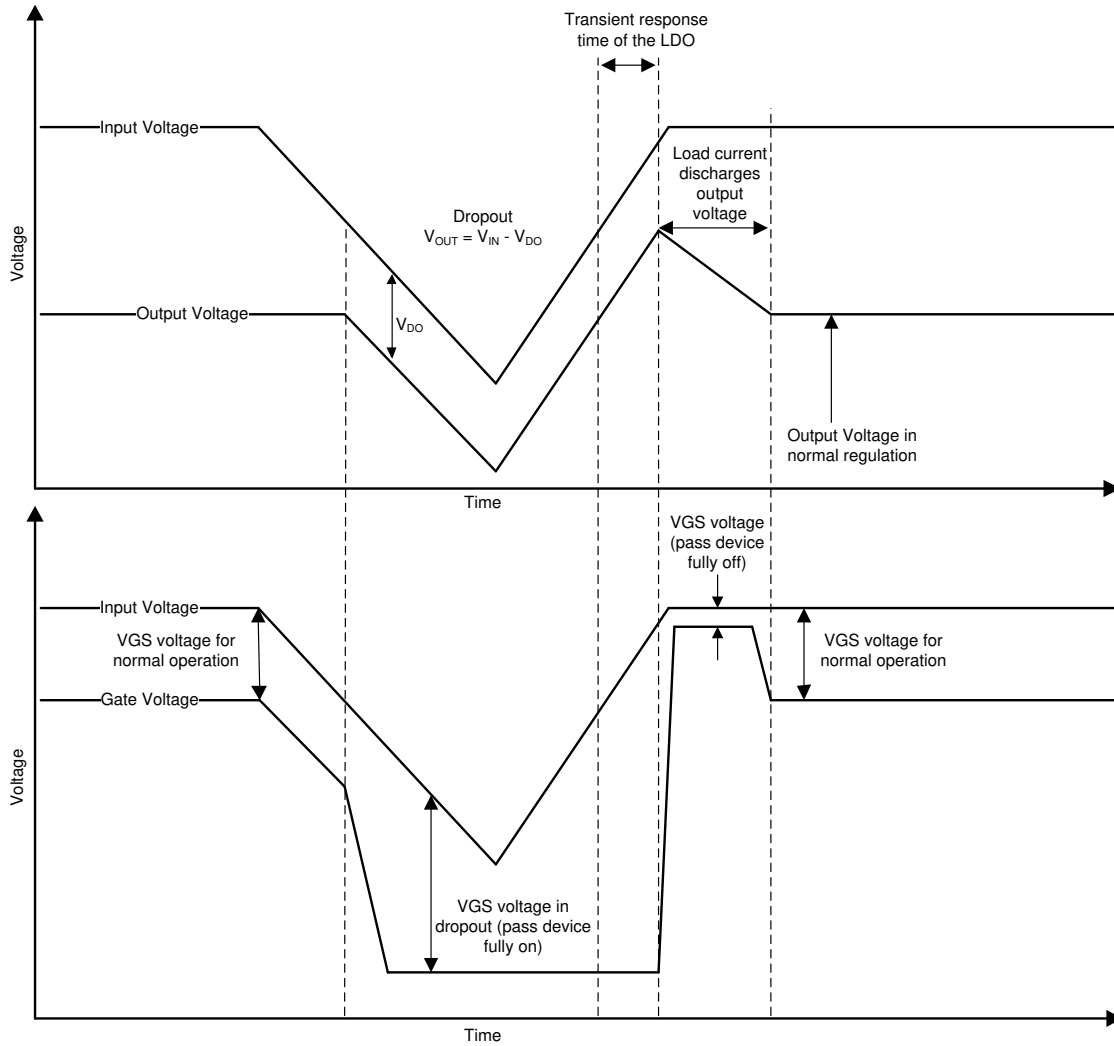 Transient response
time of the LDO
Input Voltage
Load current
discharges
output
voltage
Dropout
V_OUT = V_IN - V_DO
Voltage
Output Voltage
V_DO
Output Voltage in
normal regulation
Time
VGS voltage
(pass device
fully off)
Input Voltage
VGS voltage for
normal operation
VGS voltage for
normal operation
Gate Voltage
Voltage
VGS voltage in
dropout (pass device
fully on)
Time